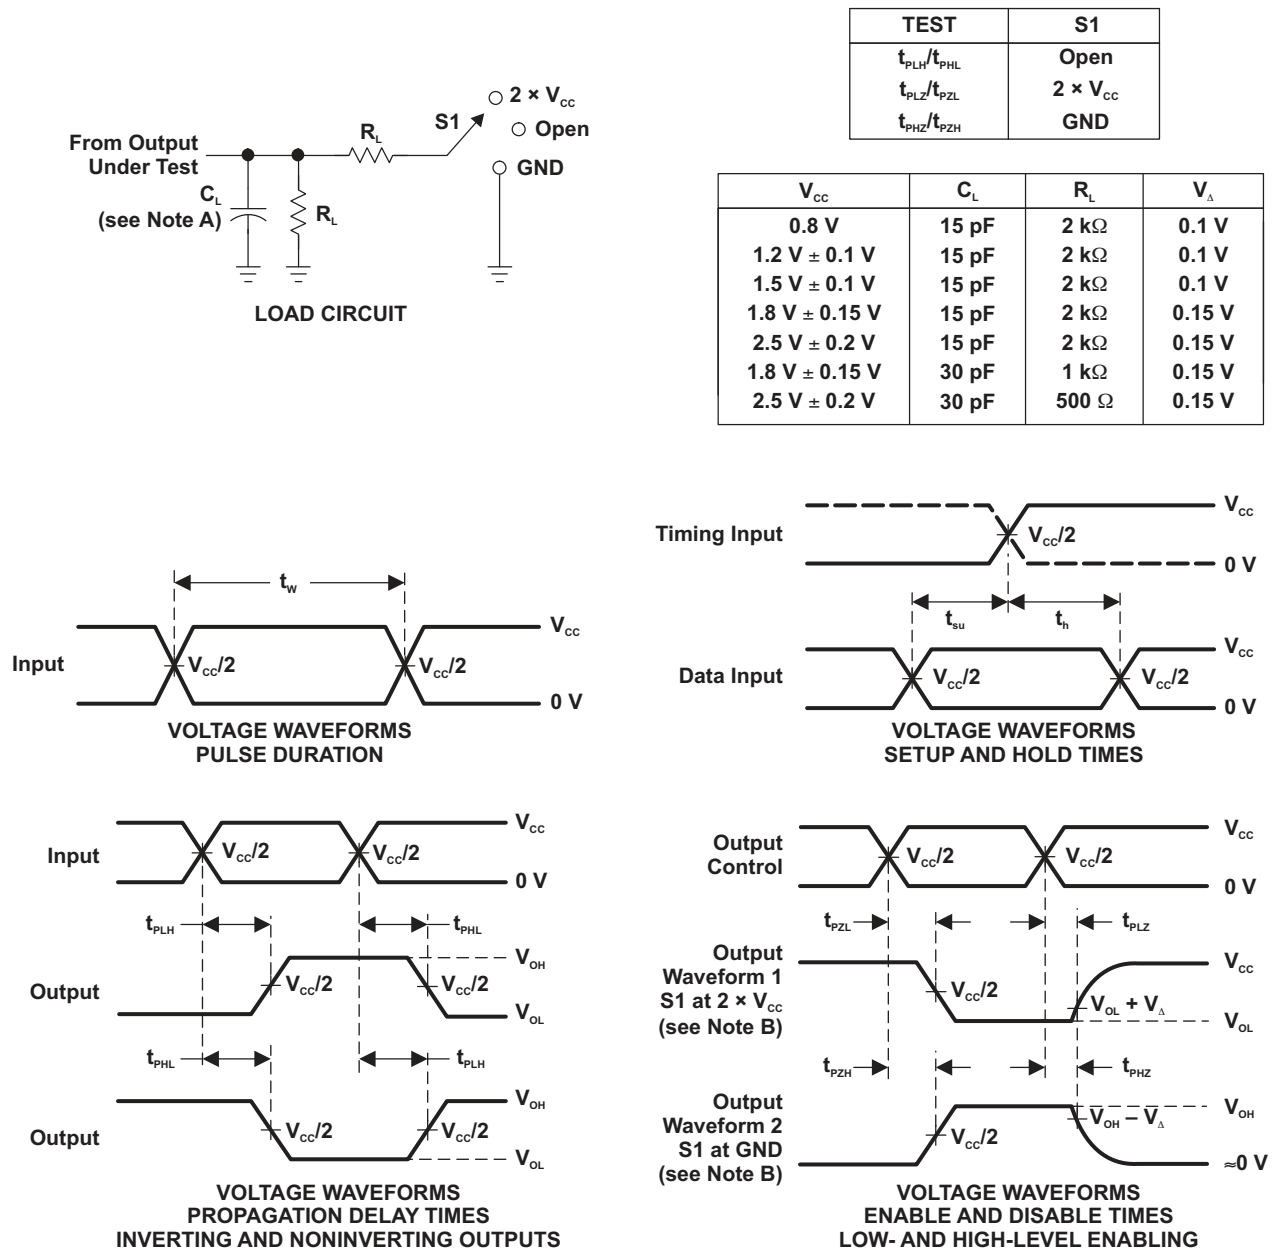 TEST S1
tPLH/tPHL Open
tPLZ/tPZL 2 × VCC
tPHZ/tPZH GND
2 × VCC
S1
Open
From Output
Under Test
RL
GND
CL
(see Note A)
RL
LOAD CIRCUIT
VCC CL RL VΔ
0.8 V 15 pF 2 kΩ 0.1 V
1.2 V ± 0.1 V 15 pF 2 kΩ 0.1 V
1.5 V ± 0.1 V 15 pF 2 kΩ 0.1 V
1.8 V ± 0.15 V 15 pF 2 kΩ 0.15 V
2.5 V ± 0.2 V 15 pF 2 kΩ 0.15 V
1.8 V ± 0.15 V 30 pF 1 kΩ 0.15 V
2.5 V ± 0.2 V 30 pF 500 Ω 0.15 V
tW
Input
VCC/2
VCC/2
VCC
0 V
VOLTAGE WAVEFORMS
PULSE DURATION
Timing Input
VCC/2
VCC
0 V
tsu
th
Data Input
VCC/2
VCC/2
VCC
0 V
VOLTAGE WAVEFORMS
SETUP AND HOLD TIMES
Input
VCC/2
VCC/2
VCC
0 V
tPLH
tPHL
Output
VCC/2
VCC/2
VOH
VOL
tPHL
tPLH
Output
VCC/2
VCC/2
VOH
VOL
VOLTAGE WAVEFORMS
PROPAGATION DELAY TIMES
INVERTING AND NONINVERTING OUTPUTS
Output
Control
VCC/2
VCC/2
VCC
0 V
tPZL
tPLZ
Output
Waveform 1
S1 at 2 × VCC
(see Note B)
VCC/2
VOL + VΔ
VCC
VOL
tPZH
tPHZ
Output
Waveform 2
S1 at GND
(see Note B)
VCC/2
VOH – VΔ
VOH
≈0 V
VOLTAGE WAVEFORMS
ENABLE AND DISABLE TIMES
LOW- AND HIGH-LEVEL ENABLING